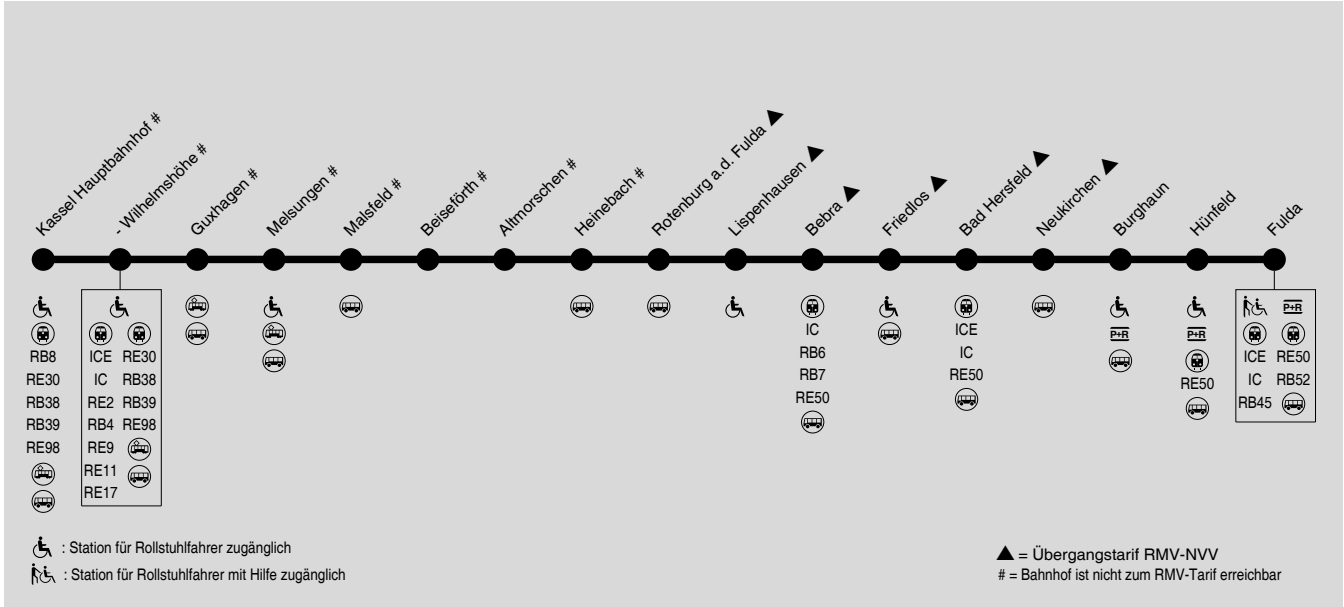 Kassel Hauptbahnhof #
- Wilhelmshöhe #
Guxhagen #
Melsungen #
Malsfeld #
Beiseförth #
Altmorschen #
Heinebach #
Rotenburg a.d. Fulda ▲
Lispenhausen ▲
Bebra ▲
Friedlos ▲
Bad Hersfeld ▲
Neukirchen ▲
Burghaun
Hünfeld
Fulda
RB8
RE30
RB38
RB39
RE98
ICE RE30
IC RB38
RE2 RB39
RB4 RE98
RE9
RE11
RE17
IC
RB6
RB7
RE50
ICE
IC
RE50
P+R
P+R
RE50
P+R
ICE RE50
IC RB52
RB45
: Station für Rollstuhlfahrer zugänglich
: Station für Rollstuhlfahrer mit Hilfe zugänglich
▲ = Übergangstarif RMV-NVV
# = Bahnhof ist nicht zum RMV-Tarif erreichbar